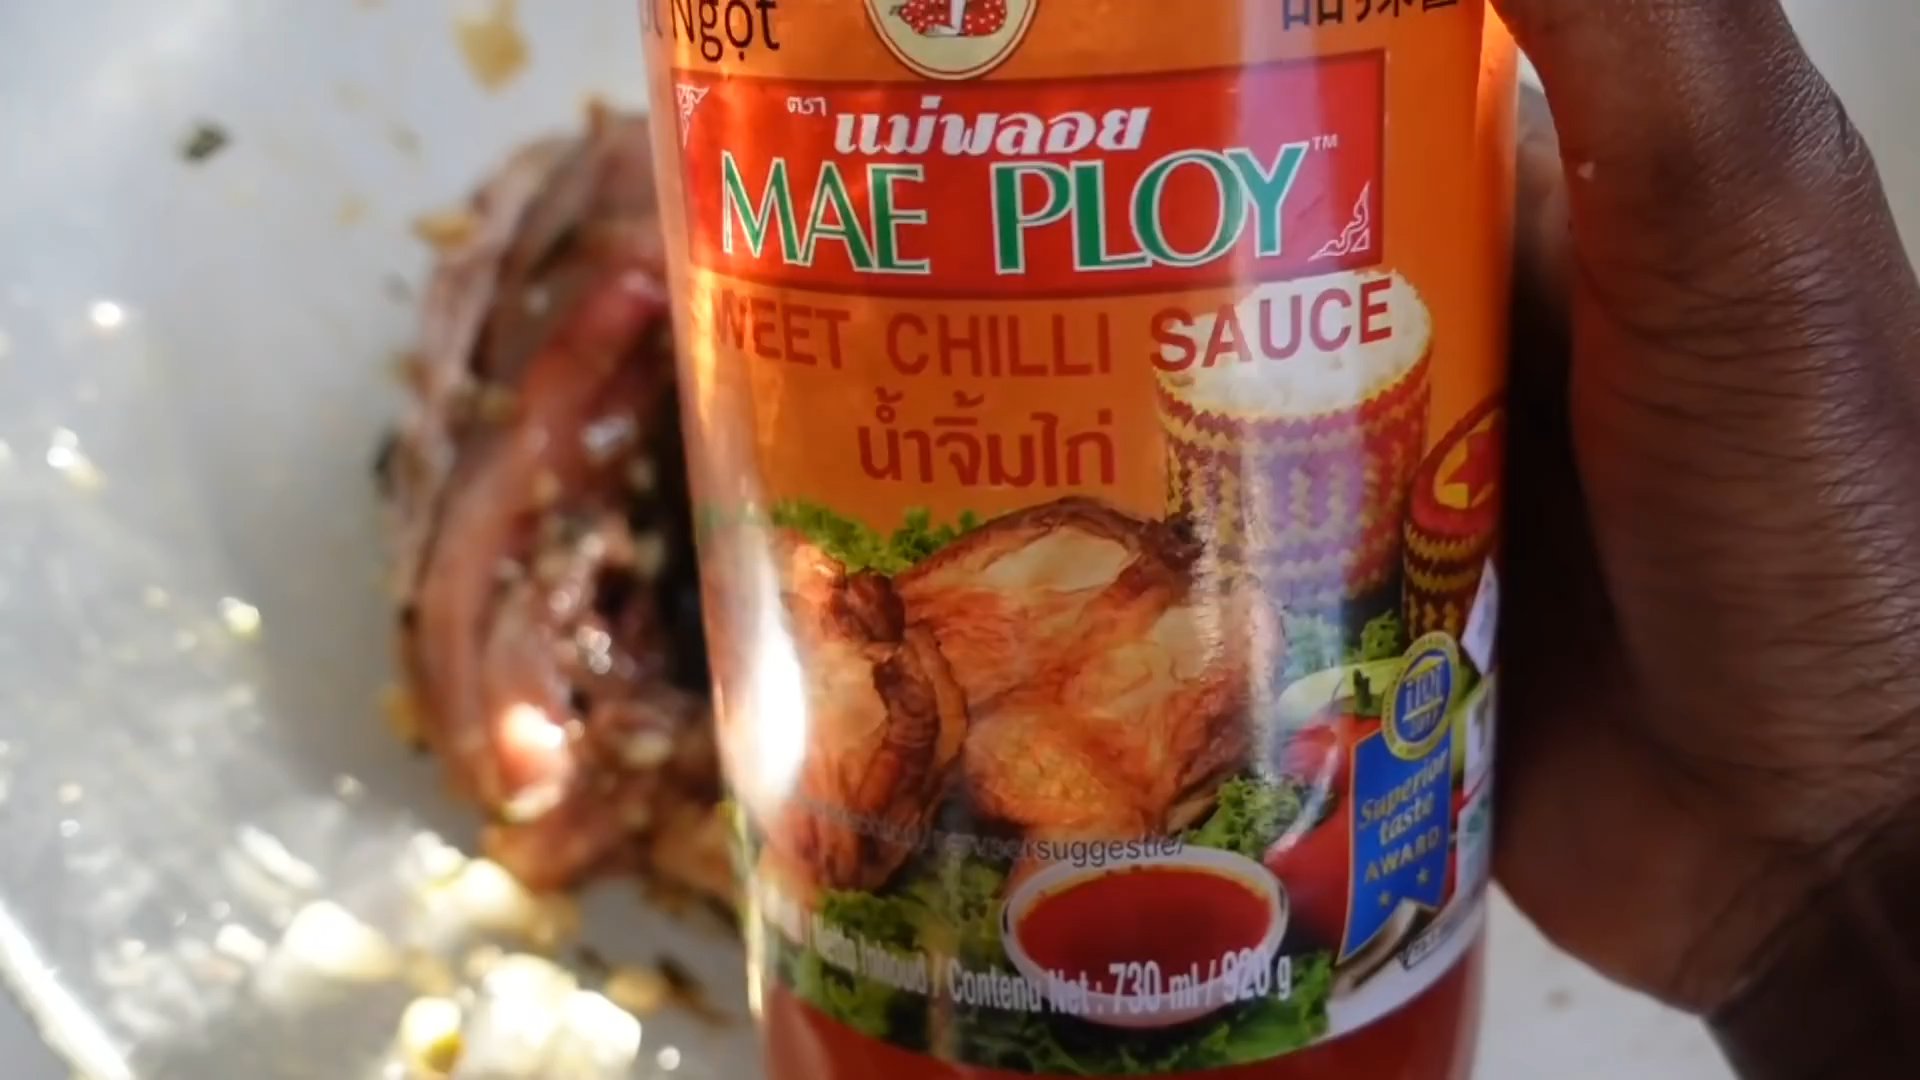 Ngọt
ตรา แม่พลอย
MAE PLOY™
WEET CHILLI SAUCE
น้ำจิ้มไก่
Superior
taste
AWARD
Inhoud / Contenu Net : 730 ml / 920 g